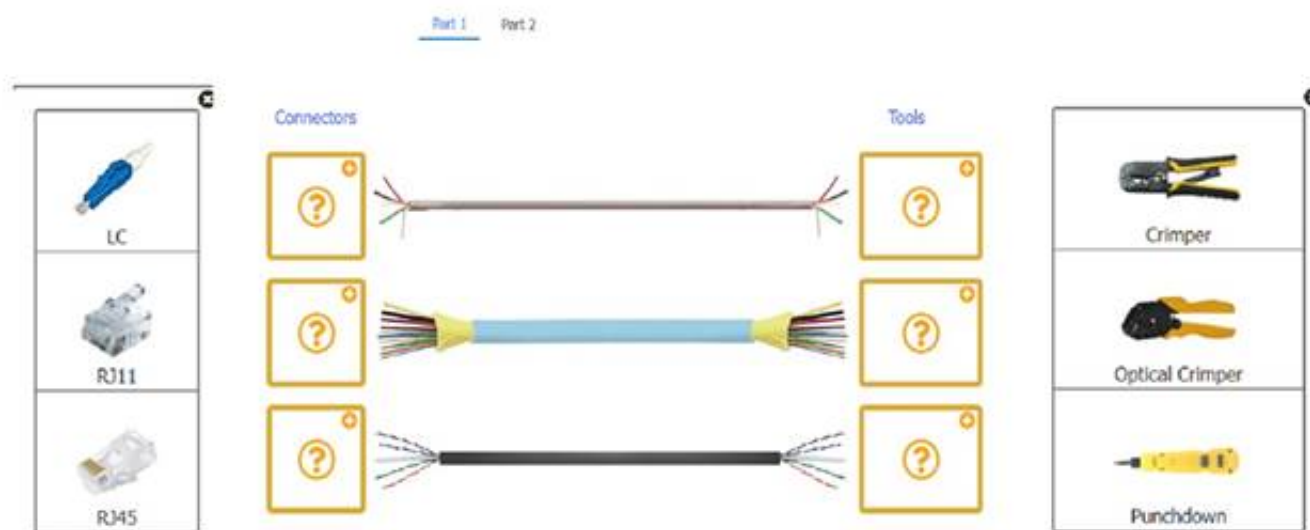 Part 1 Part 2
Connectors
Tools
LC
RJ11
RJ45
Crimper
Optical Crimper
Punchdown